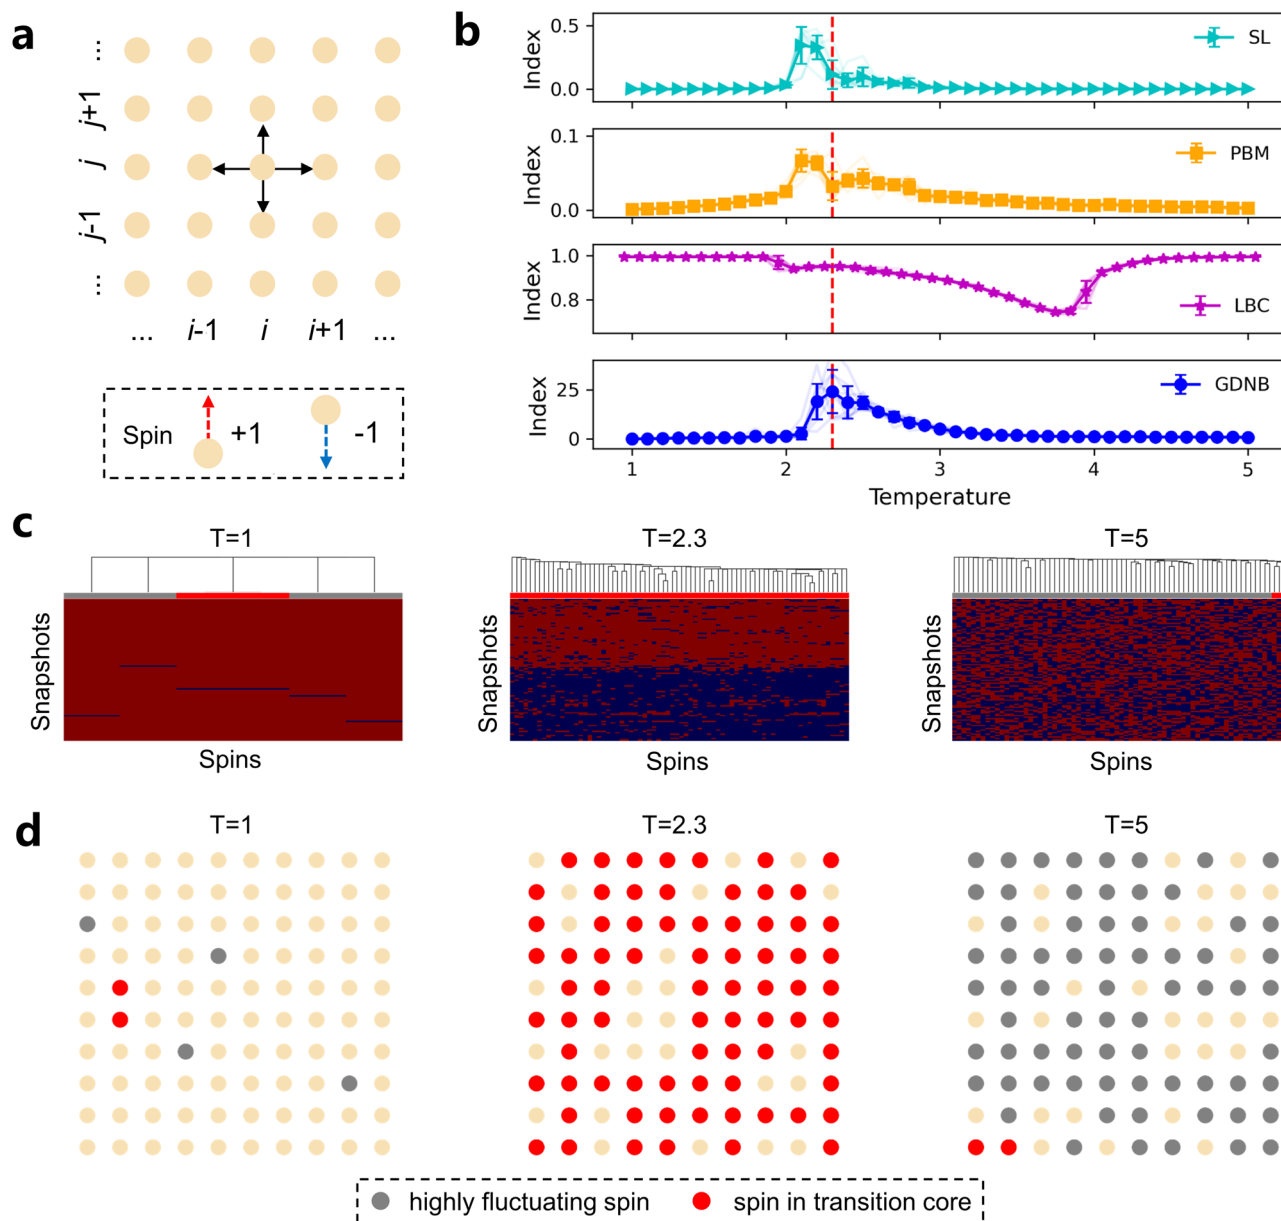 a
...
j+1
j
j-1
...
... i-1 i i+1 ...
Spin +1 -1
b
Index
0.5
0.0
SL
Index
0.1
0.0
PBM
Index
1.0
0.8
LBC
Index
25
0
GDNB
1 2 3 4 5
Temperature
c
T=1
Snapshots
Spins
T=2.3
Snapshots
Spins
T=5
Snapshots
Spins
d
T=1
T=2.3
T=5
highly fluctuating spin
spin in transition core